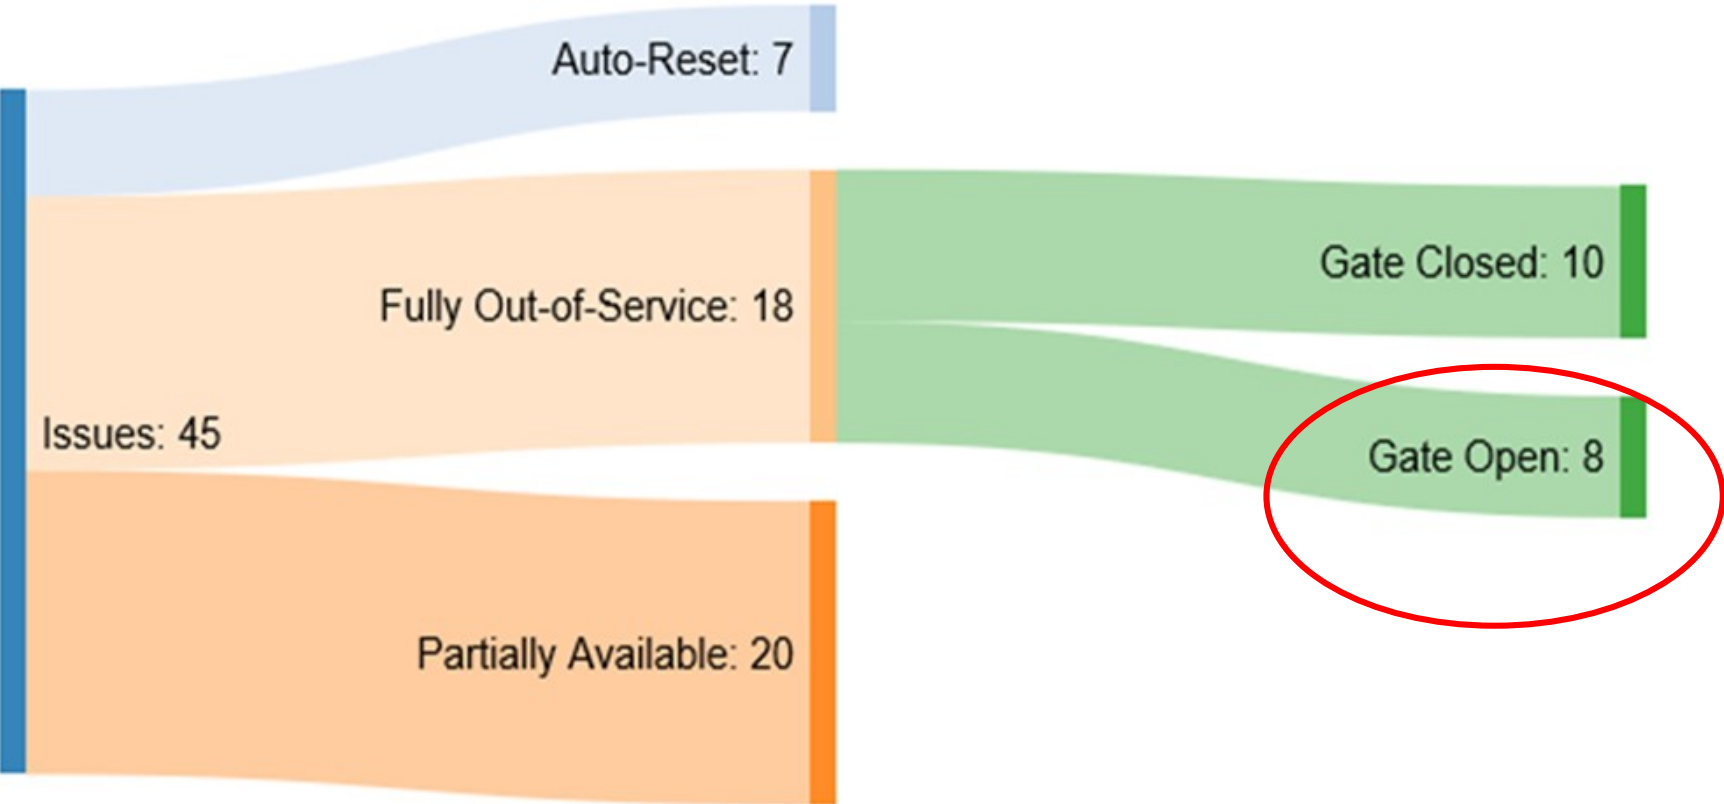 Auto-Reset: 7
Gate Closed: 10
Fully Out-of-Service: 18
Issues: 45
Gate Open: 8
Partially Available: 20